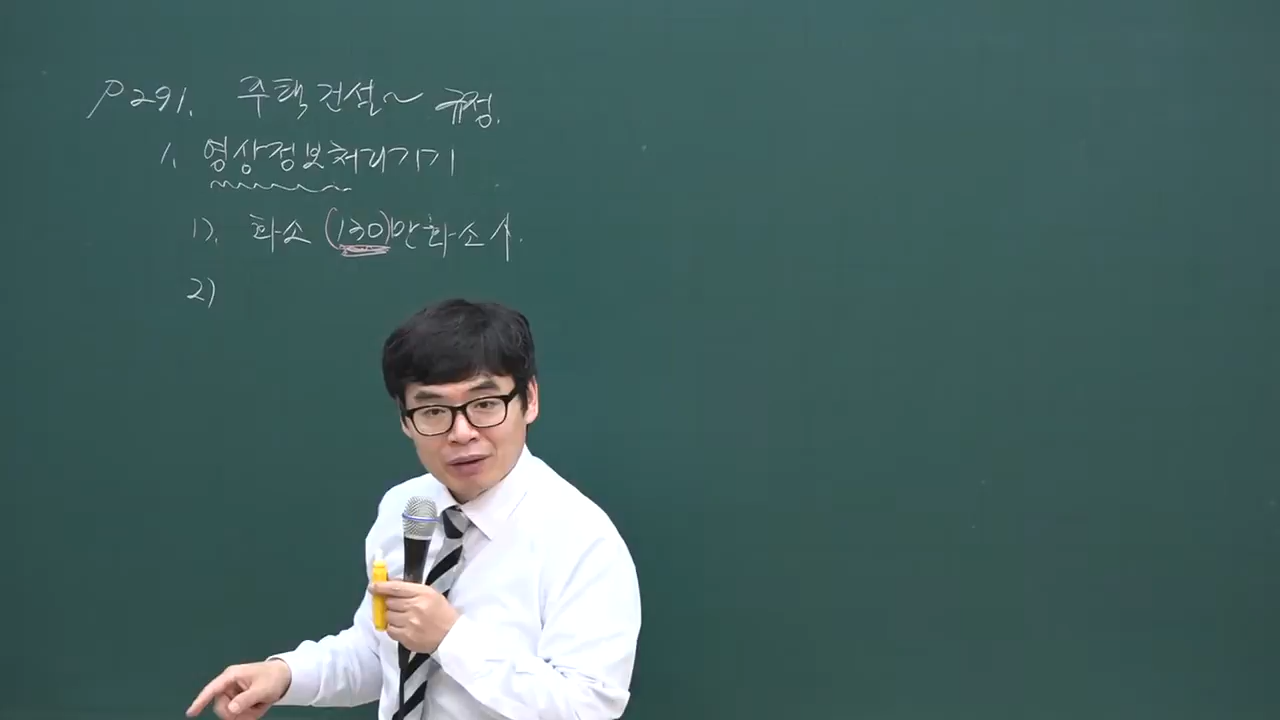 P291. 주택건설~ 규정.
1. 영상정보처리기기
1). 화소 (130)만화소 시.
2)